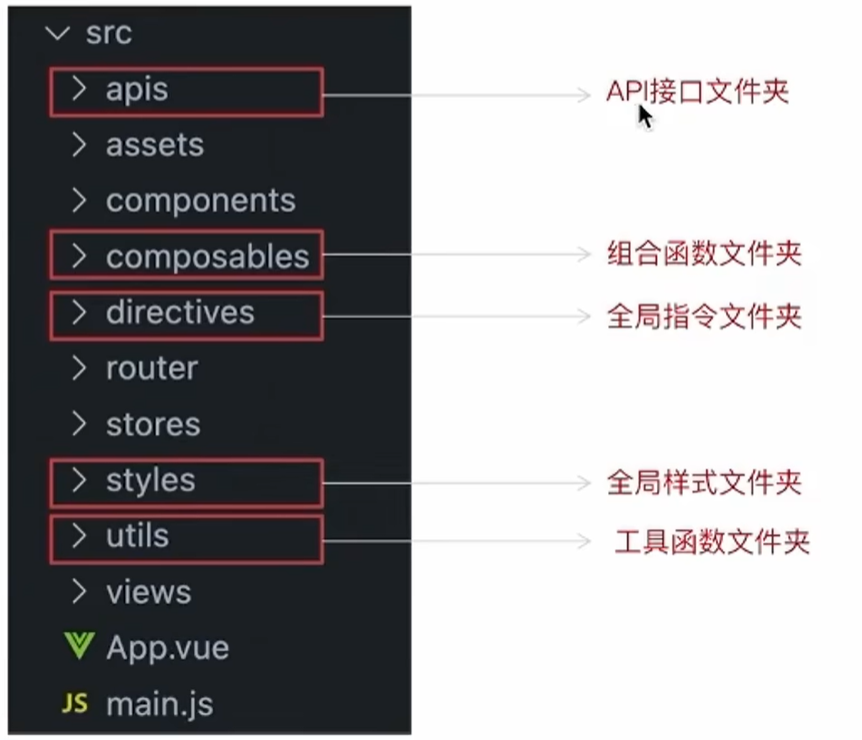 src
apis API接口文件夹
assets
components
composables 组合函数文件夹
directives 全局指令文件夹
router
stores
styles 全局样式文件夹
utils 工具函数文件夹
views
App.vue
JS main.js